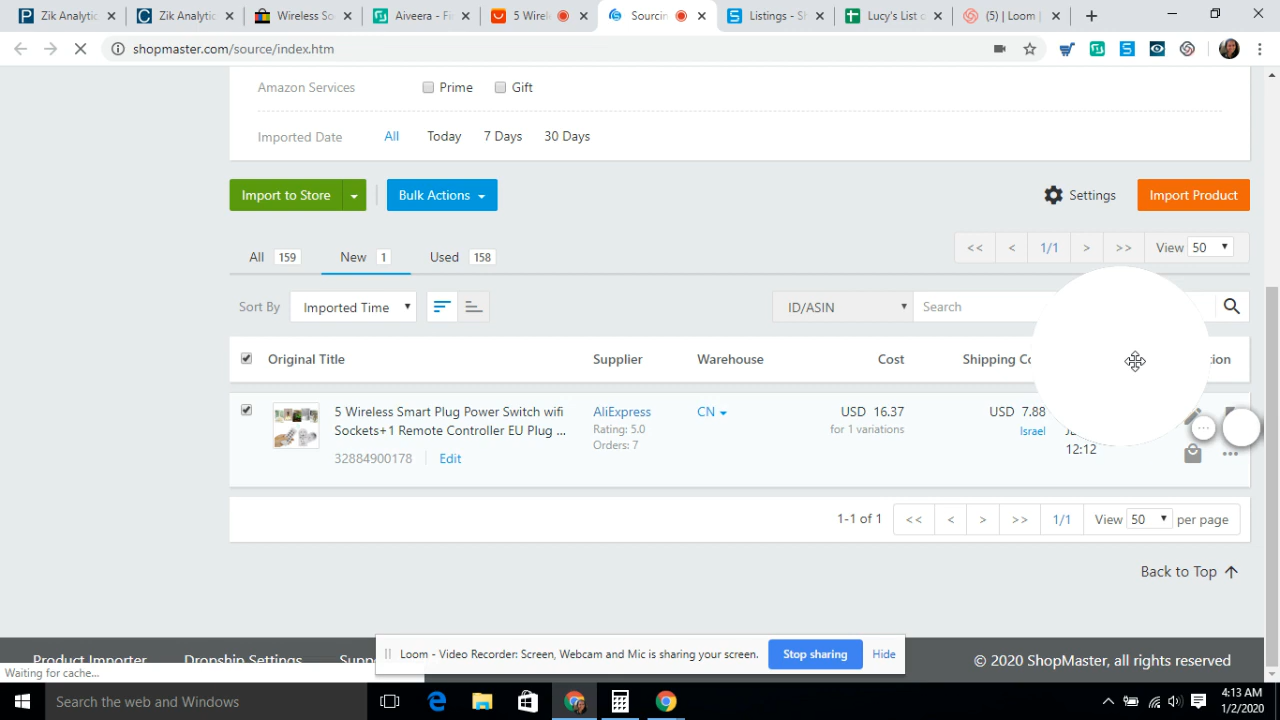 Zik Analytic
Zik Analytic
Wireless So
Aiveera - Fi
5 Wirel
Sourcin
Listings - Sh
Lucy's List o
(5) | Loom |
shopmaster.com/source/index.htm
Amazon Services
Prime
Gift
Imported Date
All
Today
7 Days
30 Days
Import to Store
Bulk Actions
Settings
Import Product
All 159
New 1
Used 158
<< < 1/1 > >> View 50
Sort By
Imported Time
ID/ASIN
Search
Original Title
Supplier
Warehouse
Cost
Shipping Co
ion
5 Wireless Smart Plug Power Switch wifi
Sockets+1 Remote Controller EU Plug ...
32884900178
Edit
AliExpress
Rating: 5.0
Orders: 7
CN
USD 16.37
for 1 variations
USD 7.88
Israel
12:12
1-1 of 1
<< < > >> 1/1
View 50 per page
Back to Top
Product Importer
Dropship Settings
© 2020 ShopMaster, all rights reserved
Loom - Video Recorder: Screen, Webcam and Mic is sharing your screen.
Stop sharing
Hide
Waiting for cache...
Search the web and Windows
4:13 AM
1/2/2020